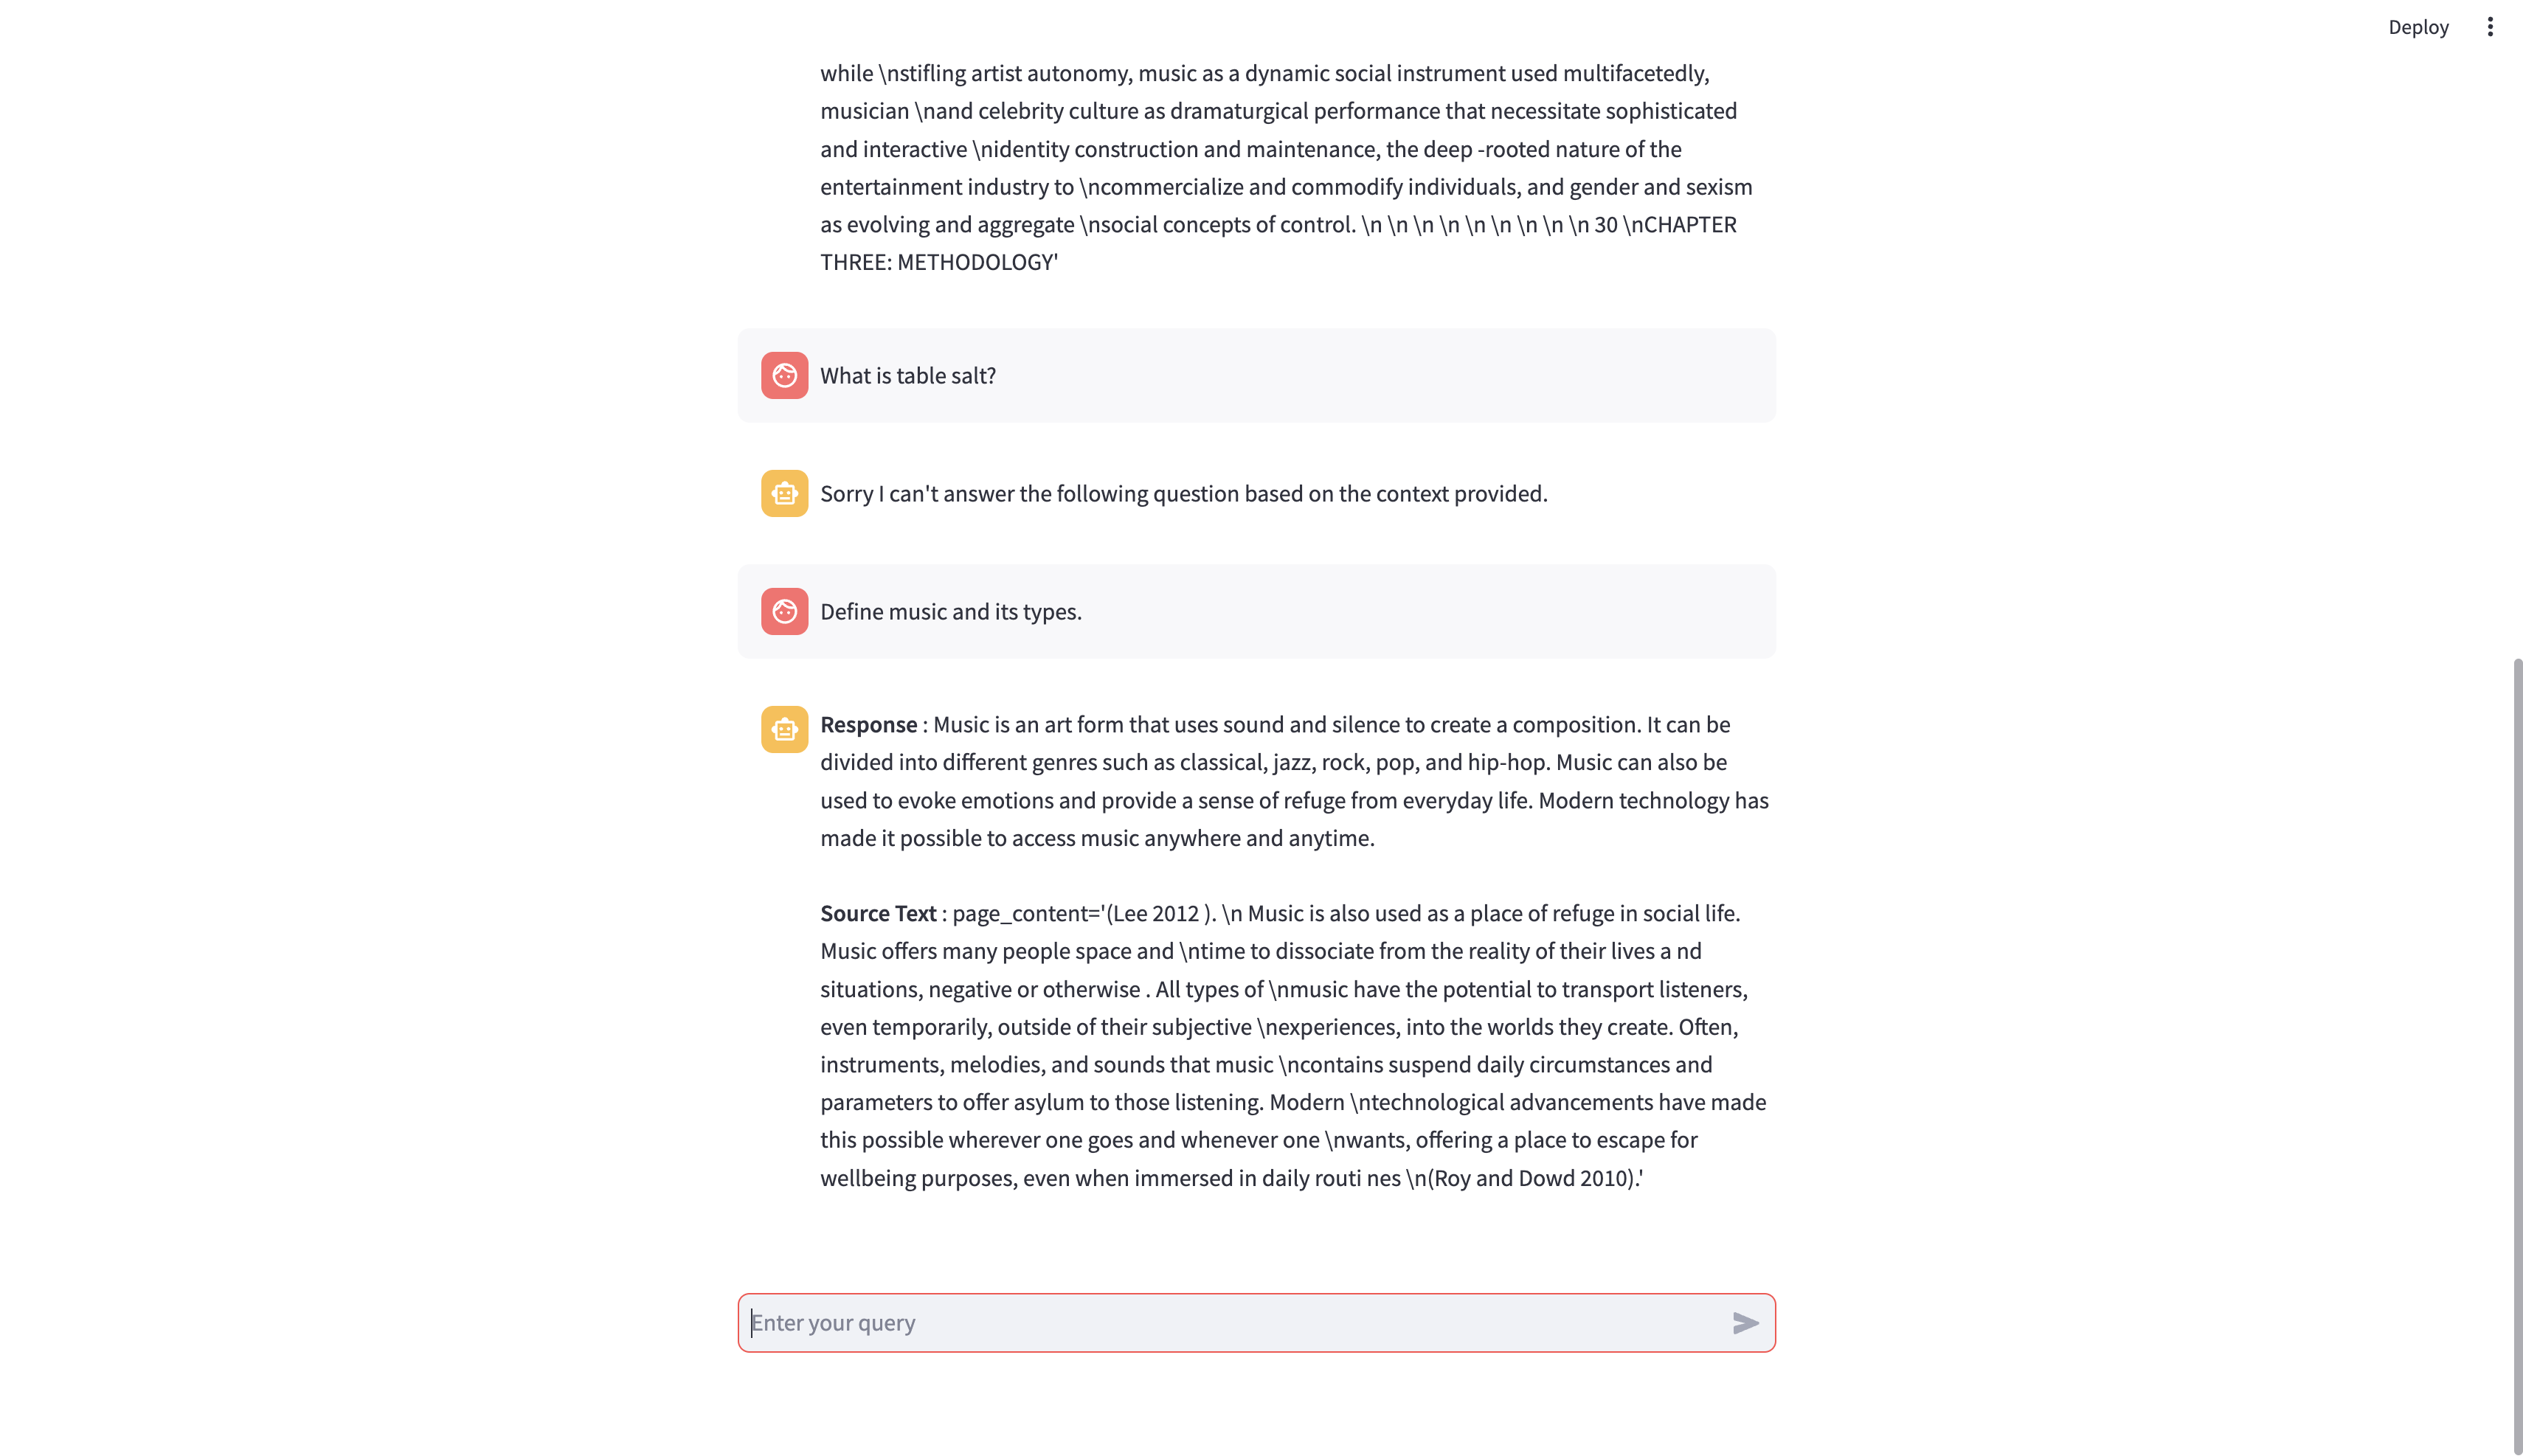 Deploy
while \nstifling artist autonomy, music as a dynamic social instrument used multifacetedly,
musician \nand celebrity culture as dramaturgical performance that necessitate sophisticated
and interactive \nidentity construction and maintenance, the deep -rooted nature of the
entertainment industry to \ncommercialize and commodify individuals, and gender and sexism
as evolving and aggregate \nsocial concepts of control. \n \n \n \n \n \n \n \n \n 30 \nCHAPTER
THREE: METHODOLOGY'
What is table salt?
Sorry I can't answer the following question based on the context provided.
Define music and its types.
Response : Music is an art form that uses sound and silence to create a composition. It can be
divided into different genres such as classical, jazz, rock, pop, and hip-hop. Music can also be
used to evoke emotions and provide a sense of refuge from everyday life. Modern technology has
made it possible to access music anywhere and anytime.
Source Text : page_content='(Lee 2012 ). \n Music is also used as a place of refuge in social life.
Music offers many people space and \ntime to dissociate from the reality of their lives a nd
situations, negative or otherwise . All types of \nmusic have the potential to transport listeners,
even temporarily, outside of their subjective \nexperiences, into the worlds they create. Often,
instruments, melodies, and sounds that music \ncontains suspend daily circumstances and
parameters to offer asylum to those listening. Modern \ntechnological advancements have made
this possible wherever one goes and whenever one \nwants, offering a place to escape for
wellbeing purposes, even when immersed in daily routi nes \n(Roy and Dowd 2010).'
Enter your query